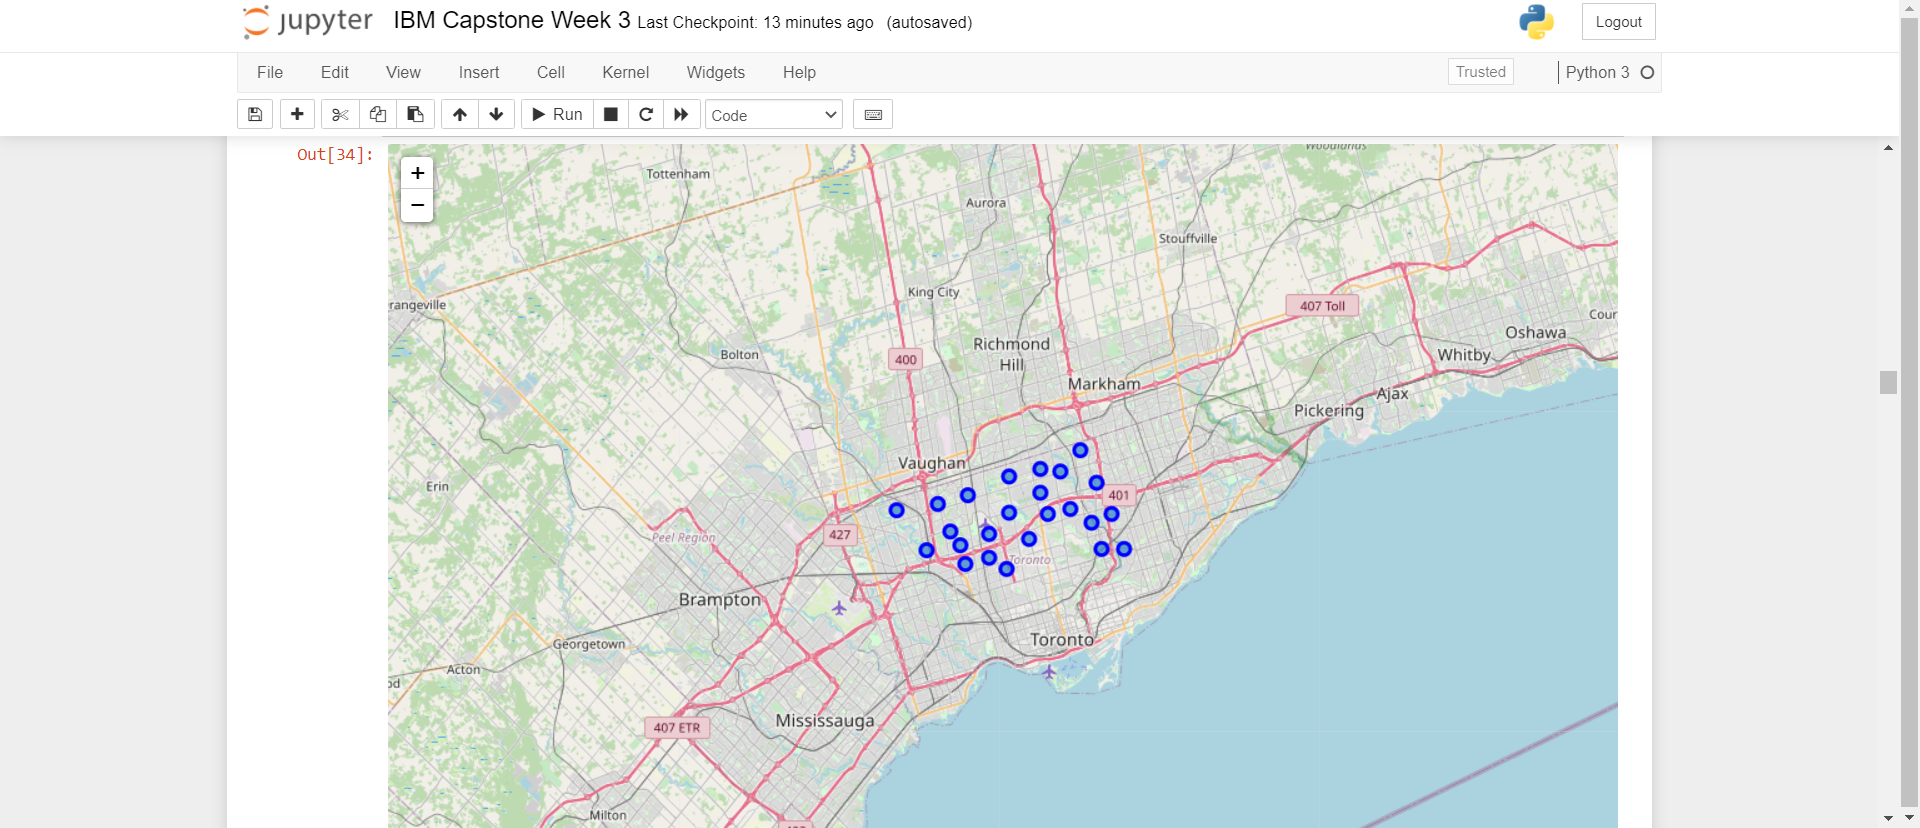 jupyter IBM Capstone Week 3 Last Checkpoint: 13 minutes ago (autosaved) Logout
File Edit View Insert Cell Kernel Widgets Help Trusted Python 3
Run Code
Out[34]:
+
−
Woodlands
Tottenham
Aurora
Stouffville
King City
rangeville
407 Toll
Cour
Oshawa
Richmond
Hill
Bolton
400
Whitby
Markham
Ajax
Pickering
Vaughan
Erin
401
427
Peel Region
Toronto
Brampton
Georgetown
Toronto
Acton
od
Mississauga
407 ETR
Milton